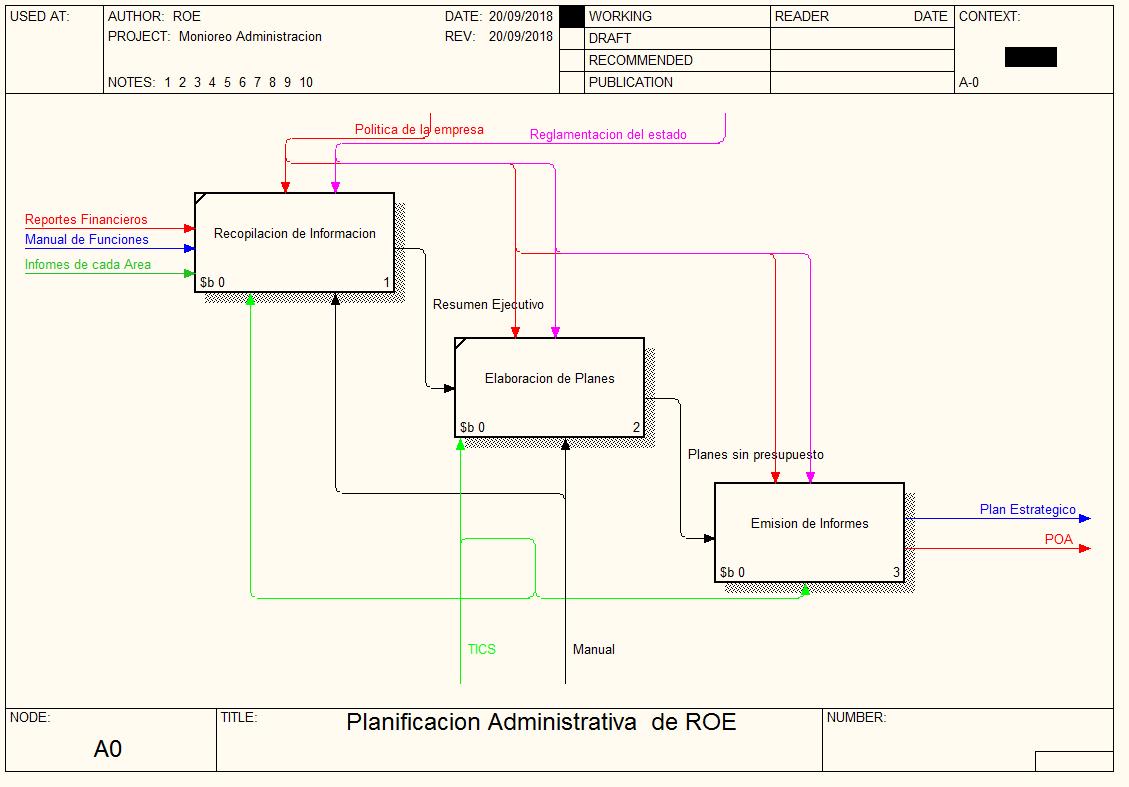 USED AT:
AUTHOR: ROE
DATE: 20/09/2018
PROJECT: Monioreo Administracion
REV: 20/09/2018
NOTES: 1 2 3 4 5 6 7 8 9 10
WORKING
DRAFT
RECOMMENDED
PUBLICATION
READER DATE
CONTEXT:
A-0
Politica de la empresa
Reglamentacion del estado
Reportes Financieros
Manual de Funciones
Infomes de cada Area
Recopilacion de Informacion
$b 0 1
Resumen Ejecutivo
Elaboracion de Planes
$b 0 2
Planes sin presupuesto
Emision de Informes
$b 0 3
Plan Estrategico
POA
TICS
Manual
NODE:
A0
TITLE:
Planificacion Administrativa de ROE
NUMBER: